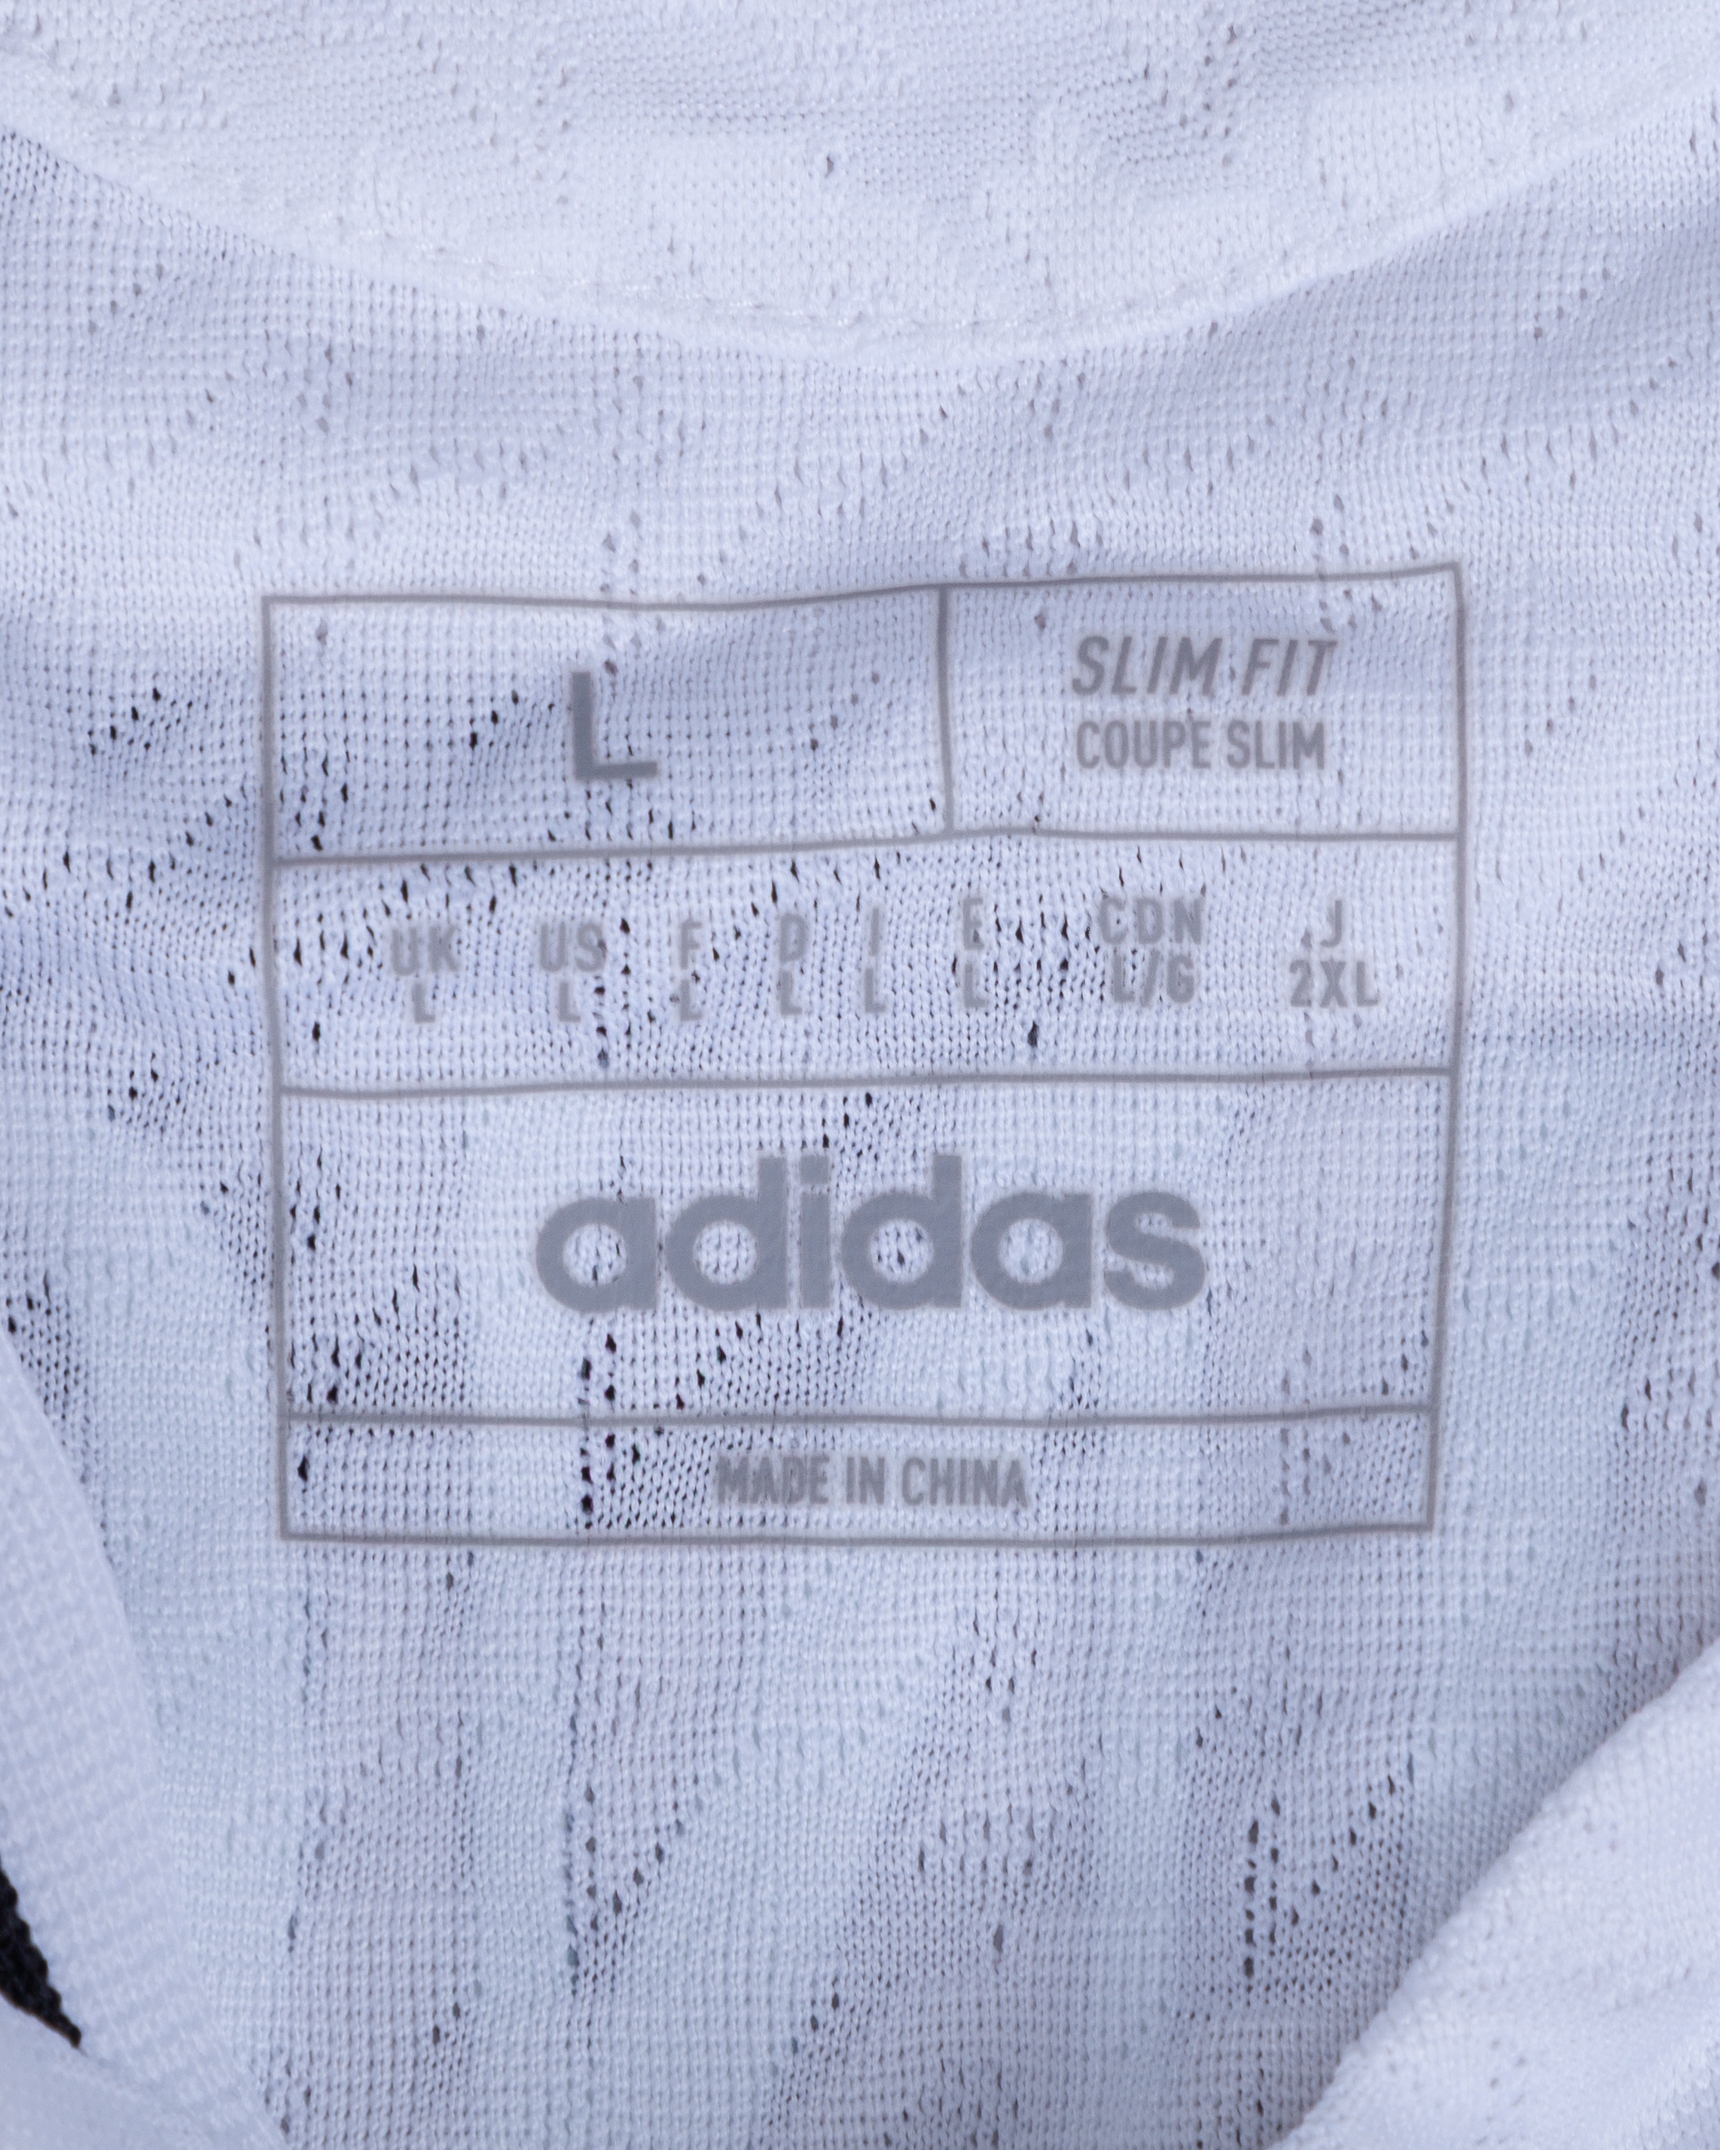 L
SLIM FIT
COUPE SLIM
UK US F D I E CDN J
L L L L L L L/G 2XL
adidas
MADE IN CHINA